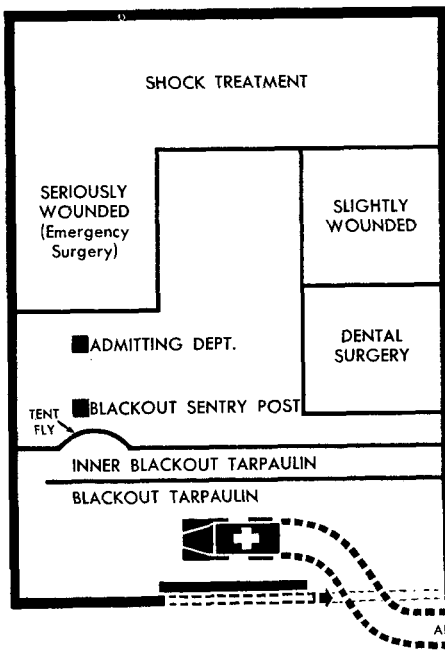 SHOCK TREATMENT
SERIOUSLY
WOUNDED
(Emergency
Surgery)
SLIGHTLY
WOUNDED
DENTAL
SURGERY
ADMITTING DEPT.
BLACKOUT SENTRY POST
TENT
FLY
INNER BLACKOUT TARPAULIN
BLACKOUT TARPAULIN